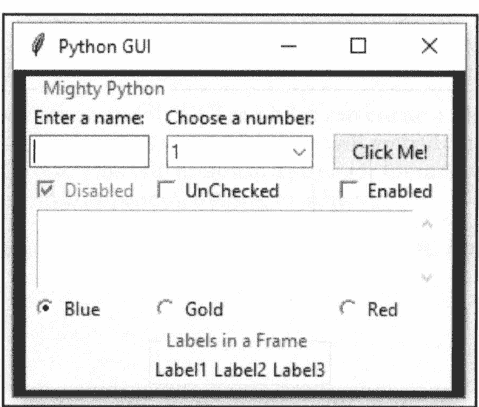 Python GUI
Mighty Python
Enter a name: Choose a number:
1 Click Me!
Disabled UnChecked Enabled
Blue Gold Red
Labels in a Frame
Label1 Label2 Label3